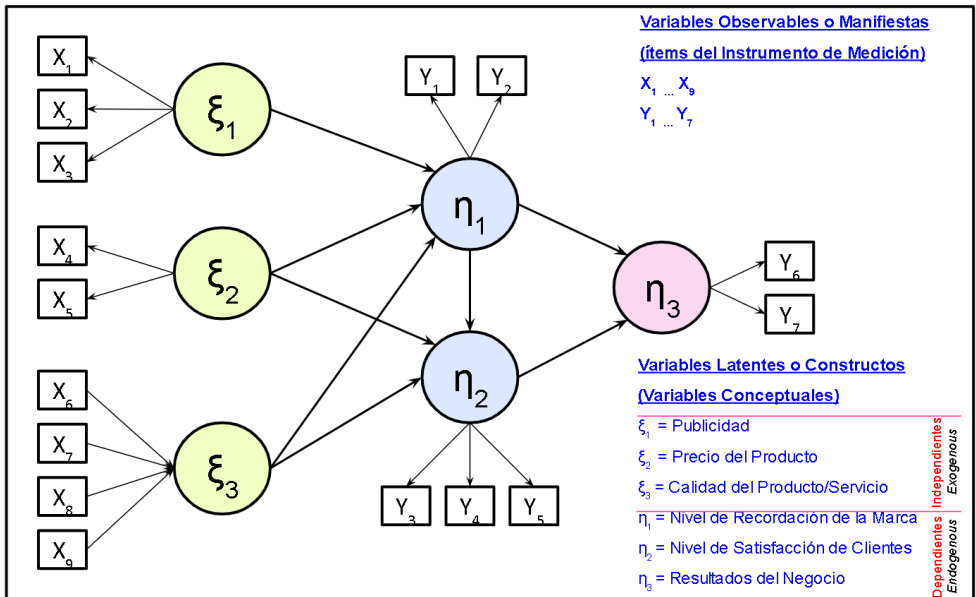 Variables Observables o Manifiestas
(ítems del Instrumento de Medición)
X₁ ... X₉
Y₁ ... Y₇
X₁
X₂
X₃
ξ₁
Y₁ Y₂
η₁
X₄
X₅
ξ₂
η₃
Y₆
Y₇
X₆
X₇
X₈
X₉
ξ₃
η₂
Y₃ Y₄ Y₅
Variables Latentes o Constructos
(Variables Conceptuales)
ξ₁ = Publicidad
ξ₂ = Precio del Producto
ξ₃ = Calidad del Producto/Servicio
Independientes
Exogenous
η₁ = Nivel de Recordación de la Marca
η₂ = Nivel de Satisfacción de Clientes
η₃ = Resultados del Negocio
Dependientes
Endogenous